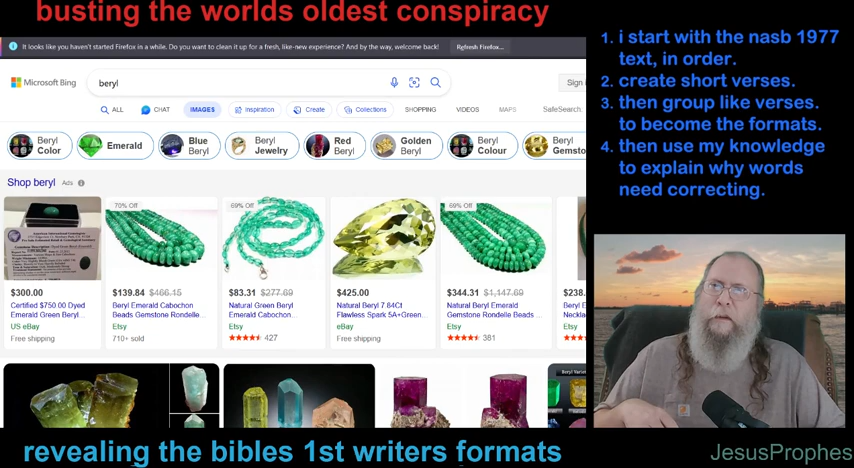 busting the worlds oldest conspiracy
It looks like you haven't started Firefox in a while. Do you want to clean it up for a fresh, like-new experience? And by the way, welcome back!
Refresh Firefox...
Microsoft Bing
beryl
Sign i
ALL
CHAT
IMAGES
Inspiration
Create
Collections
SHOPPING
VIDEOS
MAPS
SafeSearch:
Beryl Color
Emerald
Blue Beryl
Beryl Jewelry
Red Beryl
Golden Beryl
Beryl Colour
Beryl Gemsto
Shop beryl
Ads
$300.00
Certified $750.00 Dyed
Emerald Green Beryl...
US eBay
Free shipping
70% Off
$139.84 $466.15
Beryl Emerald Cabochon
Beads Gemstone Rondelle...
Etsy
710+ sold
69% Off
$83.31 $277.69
Natural Green Beryl
Emerald Cabochon...
Etsy
427
$425.00
Natural Beryl 7 84Ct
Flawless Spark 5A+Green...
eBay
Free shipping
69% Off
$344.31 $1,147.69
Natural Beryl Emerald
Gemstone Rondelle Beads ...
Etsy
381
$238.
Beryl E
Neckla
Etsy
1. i start with the nasb 1977
text, in order.
2. create short verses.
3. then group like verses.
to become the formats.
4. then use my knowledge
to explain why words
need correcting.
revealing the bibles 1st writers formats
JesusProphes